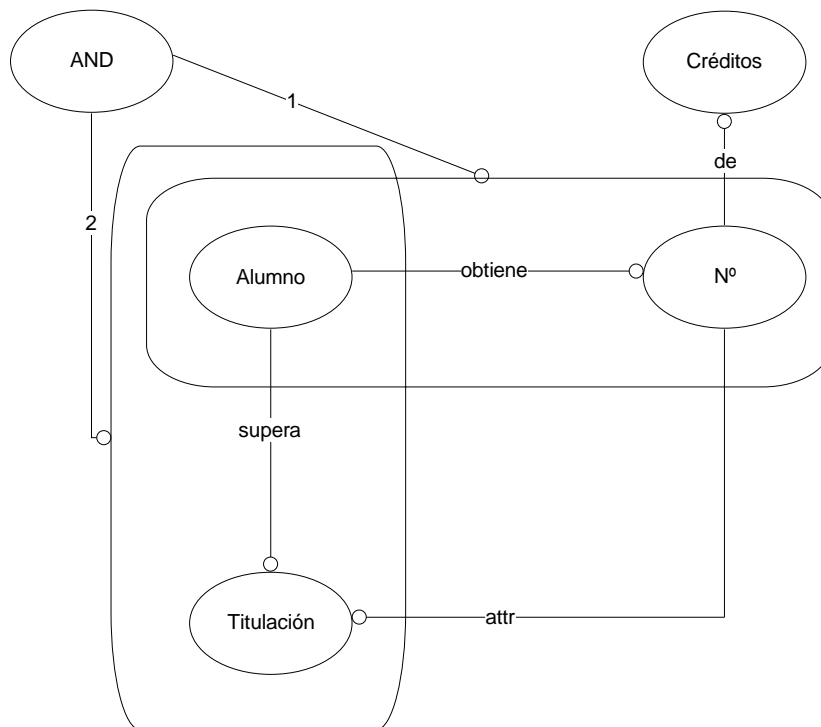 AND
Créditos
1
de
2
Alumno
obtiene
Nº
supera
Titulación
attr